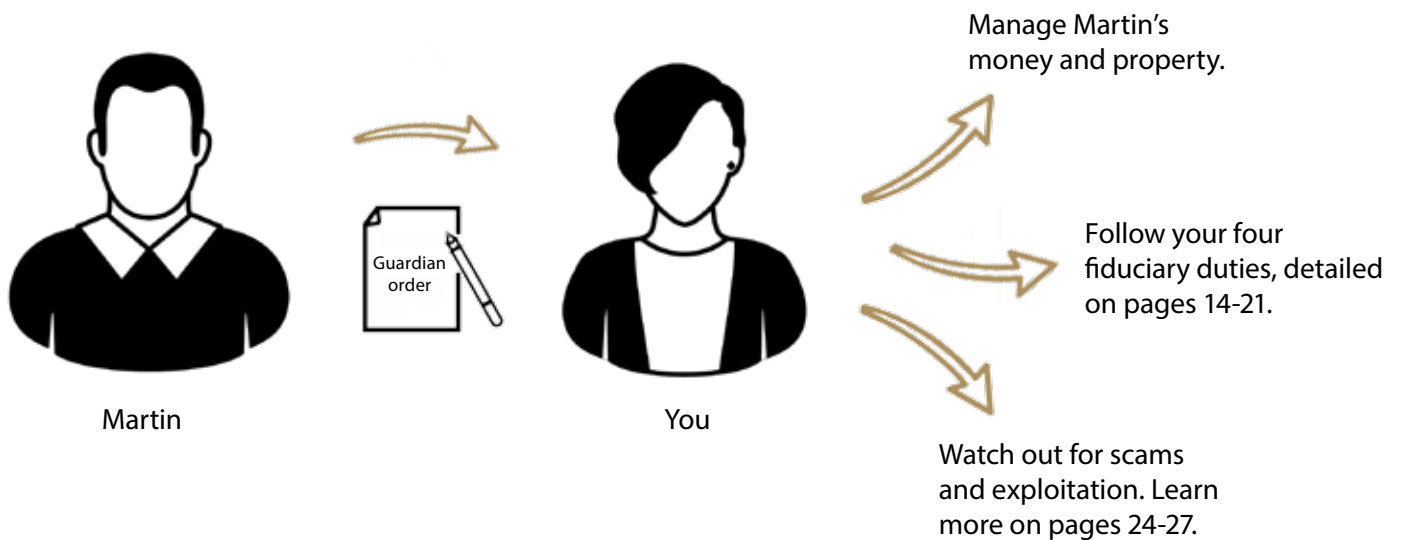 Manage Martin’s
money and property.
Guardian
order
Follow your four
fiduciary duties, detailed
on pages 14-21.
Martin
You
Watch out for scams
and exploitation. Learn
more on pages 24-27.